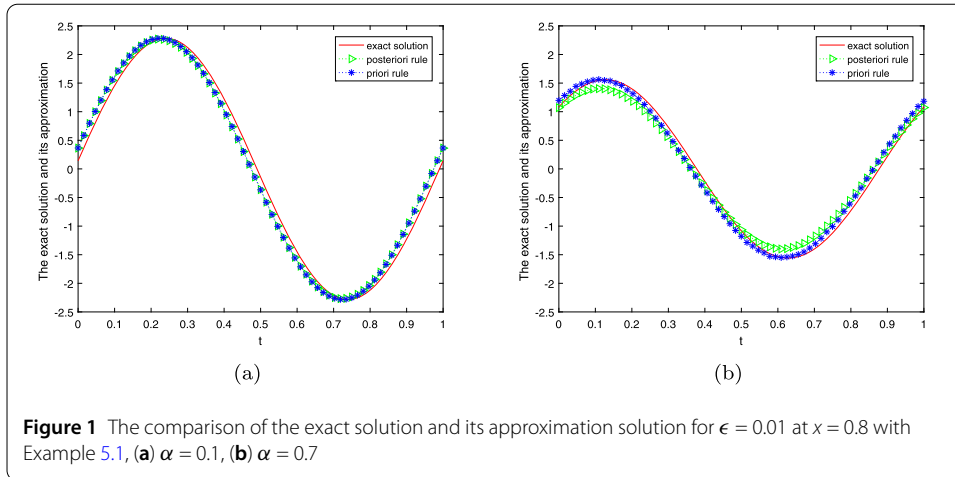 The exact solution and its approximation
2.5
2
1.5
1
0.5
0
-0.5
-1
-1.5
-2
-2.5
0 0.1 0.2 0.3 0.4 0.5 0.6 0.7 0.8 0.9 1
t
exact solution
posteriori rule
priori rule
(a)
The exact solution and its approximation
2.5
2
1.5
1
0.5
0
-0.5
-1
-1.5
-2
-2.5
0 0.1 0.2 0.3 0.4 0.5 0.6 0.7 0.8 0.9 1
t
exact solution
posteriori rule
priori rule
(b)
Figure 1 The comparison of the exact solution and its approximation solution for ϵ = 0.01 at x = 0.8 with
Example 5.1, (a) α = 0.1, (b) α = 0.7